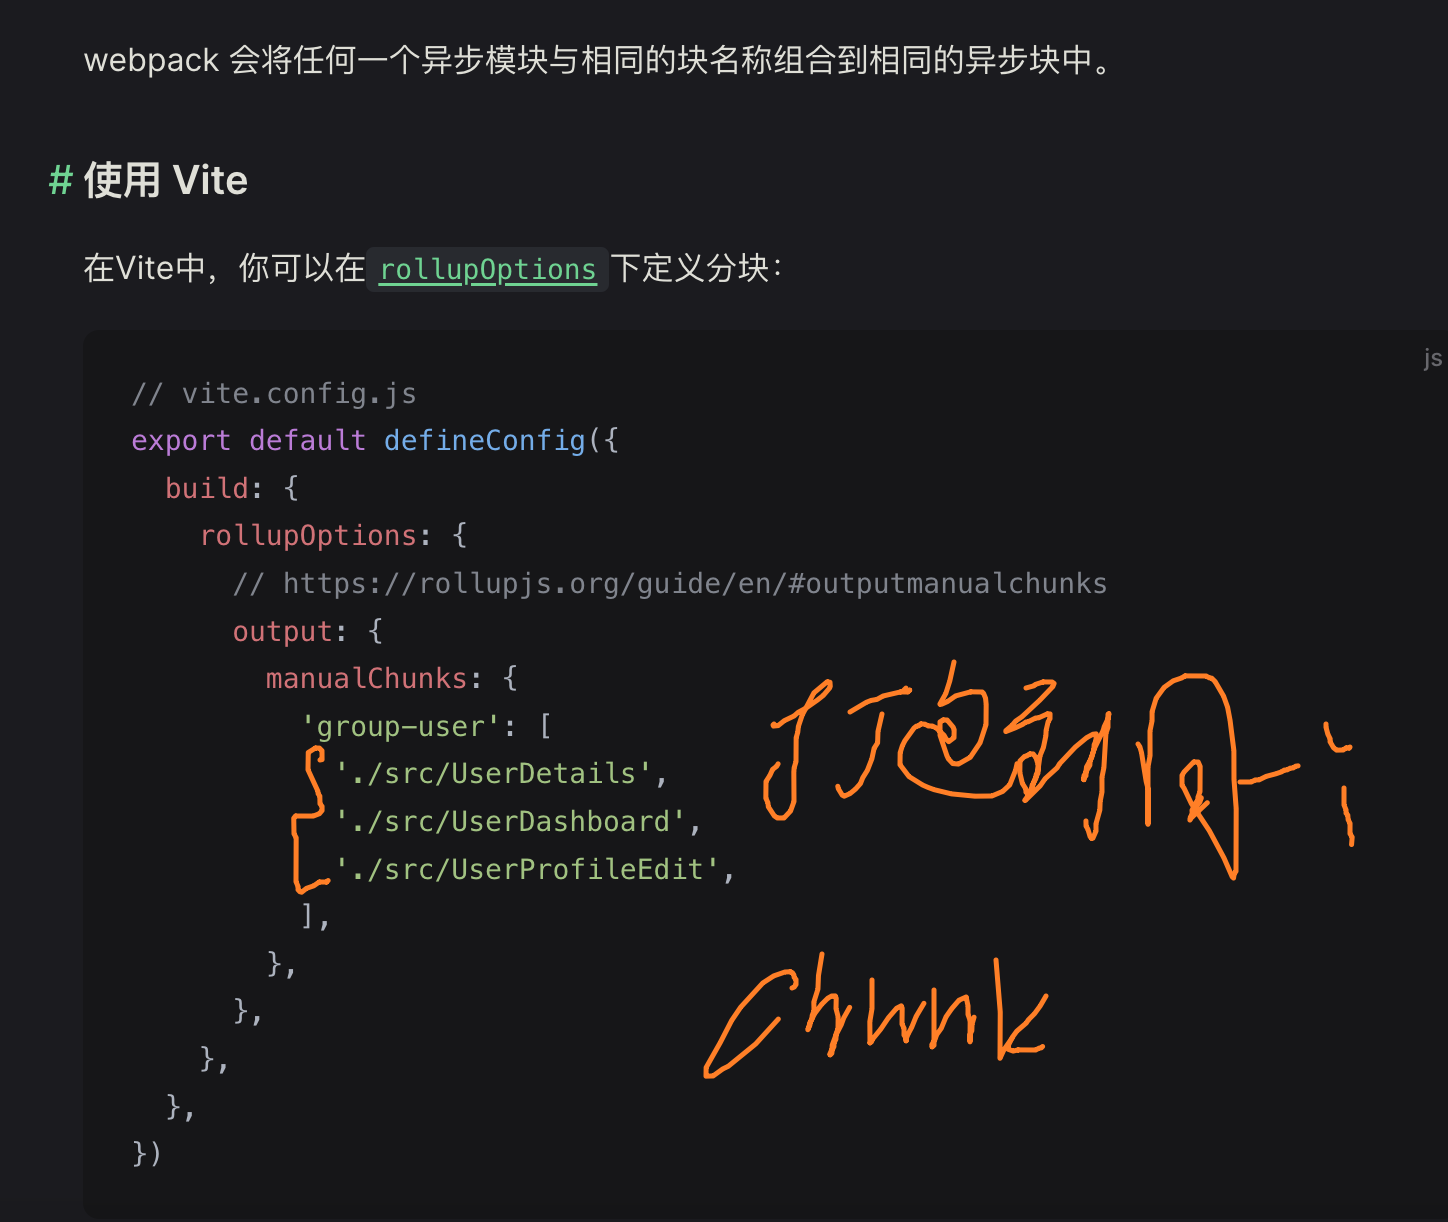 webpack 会将任何一个异步模块与相同的块名称组合到相同的异步块中。
# 使用 Vite
在Vite中，你可以在 rollupOptions 下定义分块：
js
// vite.config.js
export default defineConfig({
  build: {
    rollupOptions: {
      // https://rollupjs.org/guide/en/#outputmanualchunks
      output: {
        manualChunks: {
          'group-user': [
            './src/UserDetails',
            './src/UserDashboard',
            './src/UserProfileEdit',
          ],
        },
      },
    },
  },
})
打包到同一个
chunk